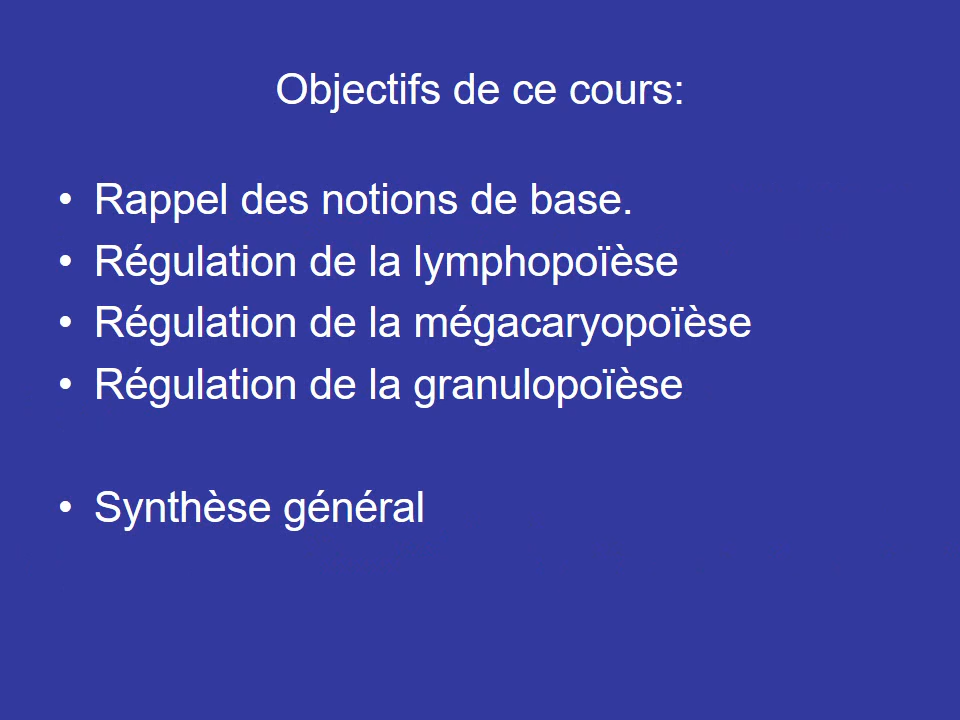 Objectifs de ce cours:
• Rappel des notions de base.
• Régulation de la lymphopoïèse
• Régulation de la mégacaryopoïèse
• Régulation de la granulopoïèse
• Synthèse général